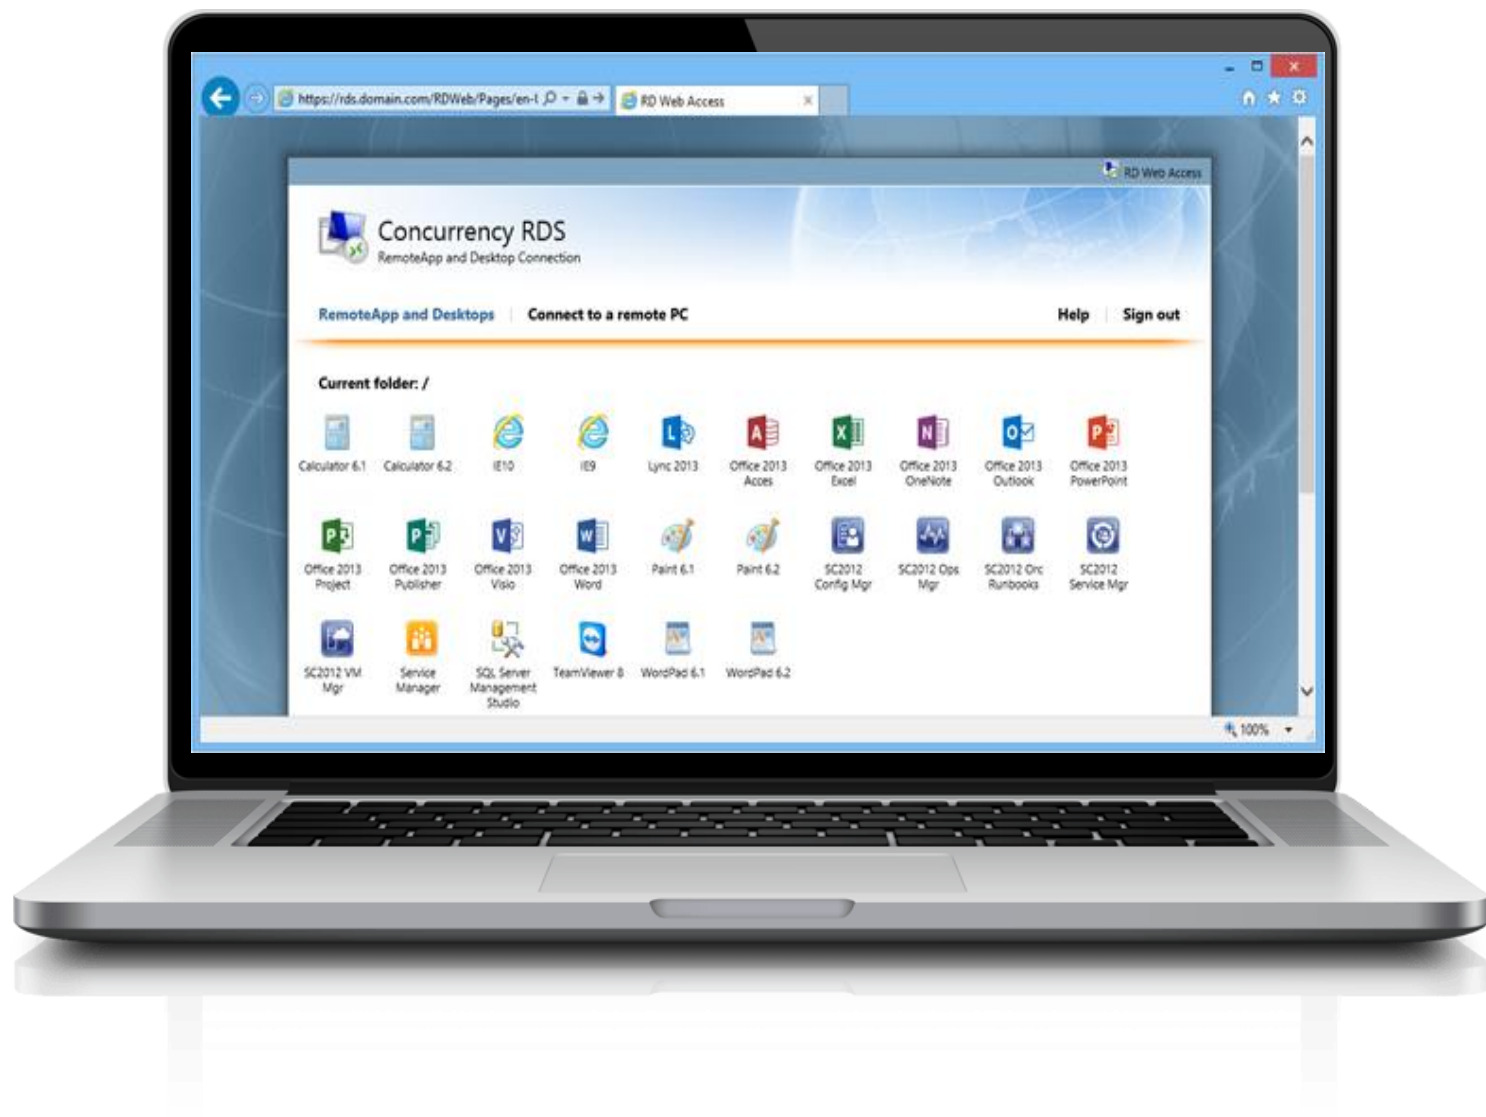 https://rds.domain.com/RDWeb/Pages/en-U
RD Web Access
RD Web Access
Concurrency RDS
RemoteApp and Desktop Connection
RemoteApp and Desktops
Connect to a remote PC
Help
Sign out
Current folder: /
Calculator 6.1
Calculator 6.2
IE10
IE9
Lync 2013
Office 2013
Acces
Office 2013
Excel
Office 2013
OneNote
Office 2013
Outlook
Office 2013
PowerPoint
Office 2013
Project
Office 2013
Publisher
Office 2013
Visio
Office 2013
Word
Paint 6.1
Paint 6.2
SC2012
Config Mgr
SC2012 Ops
Mgr
SC2012 Orc
Runbooks
SC2012
Service Mgr
SC2012 VM
Mgr
Service
Manager
SQL Server
Management
Studio
TeamViewer 8
WordPad 6.1
WordPad 6.2
100%